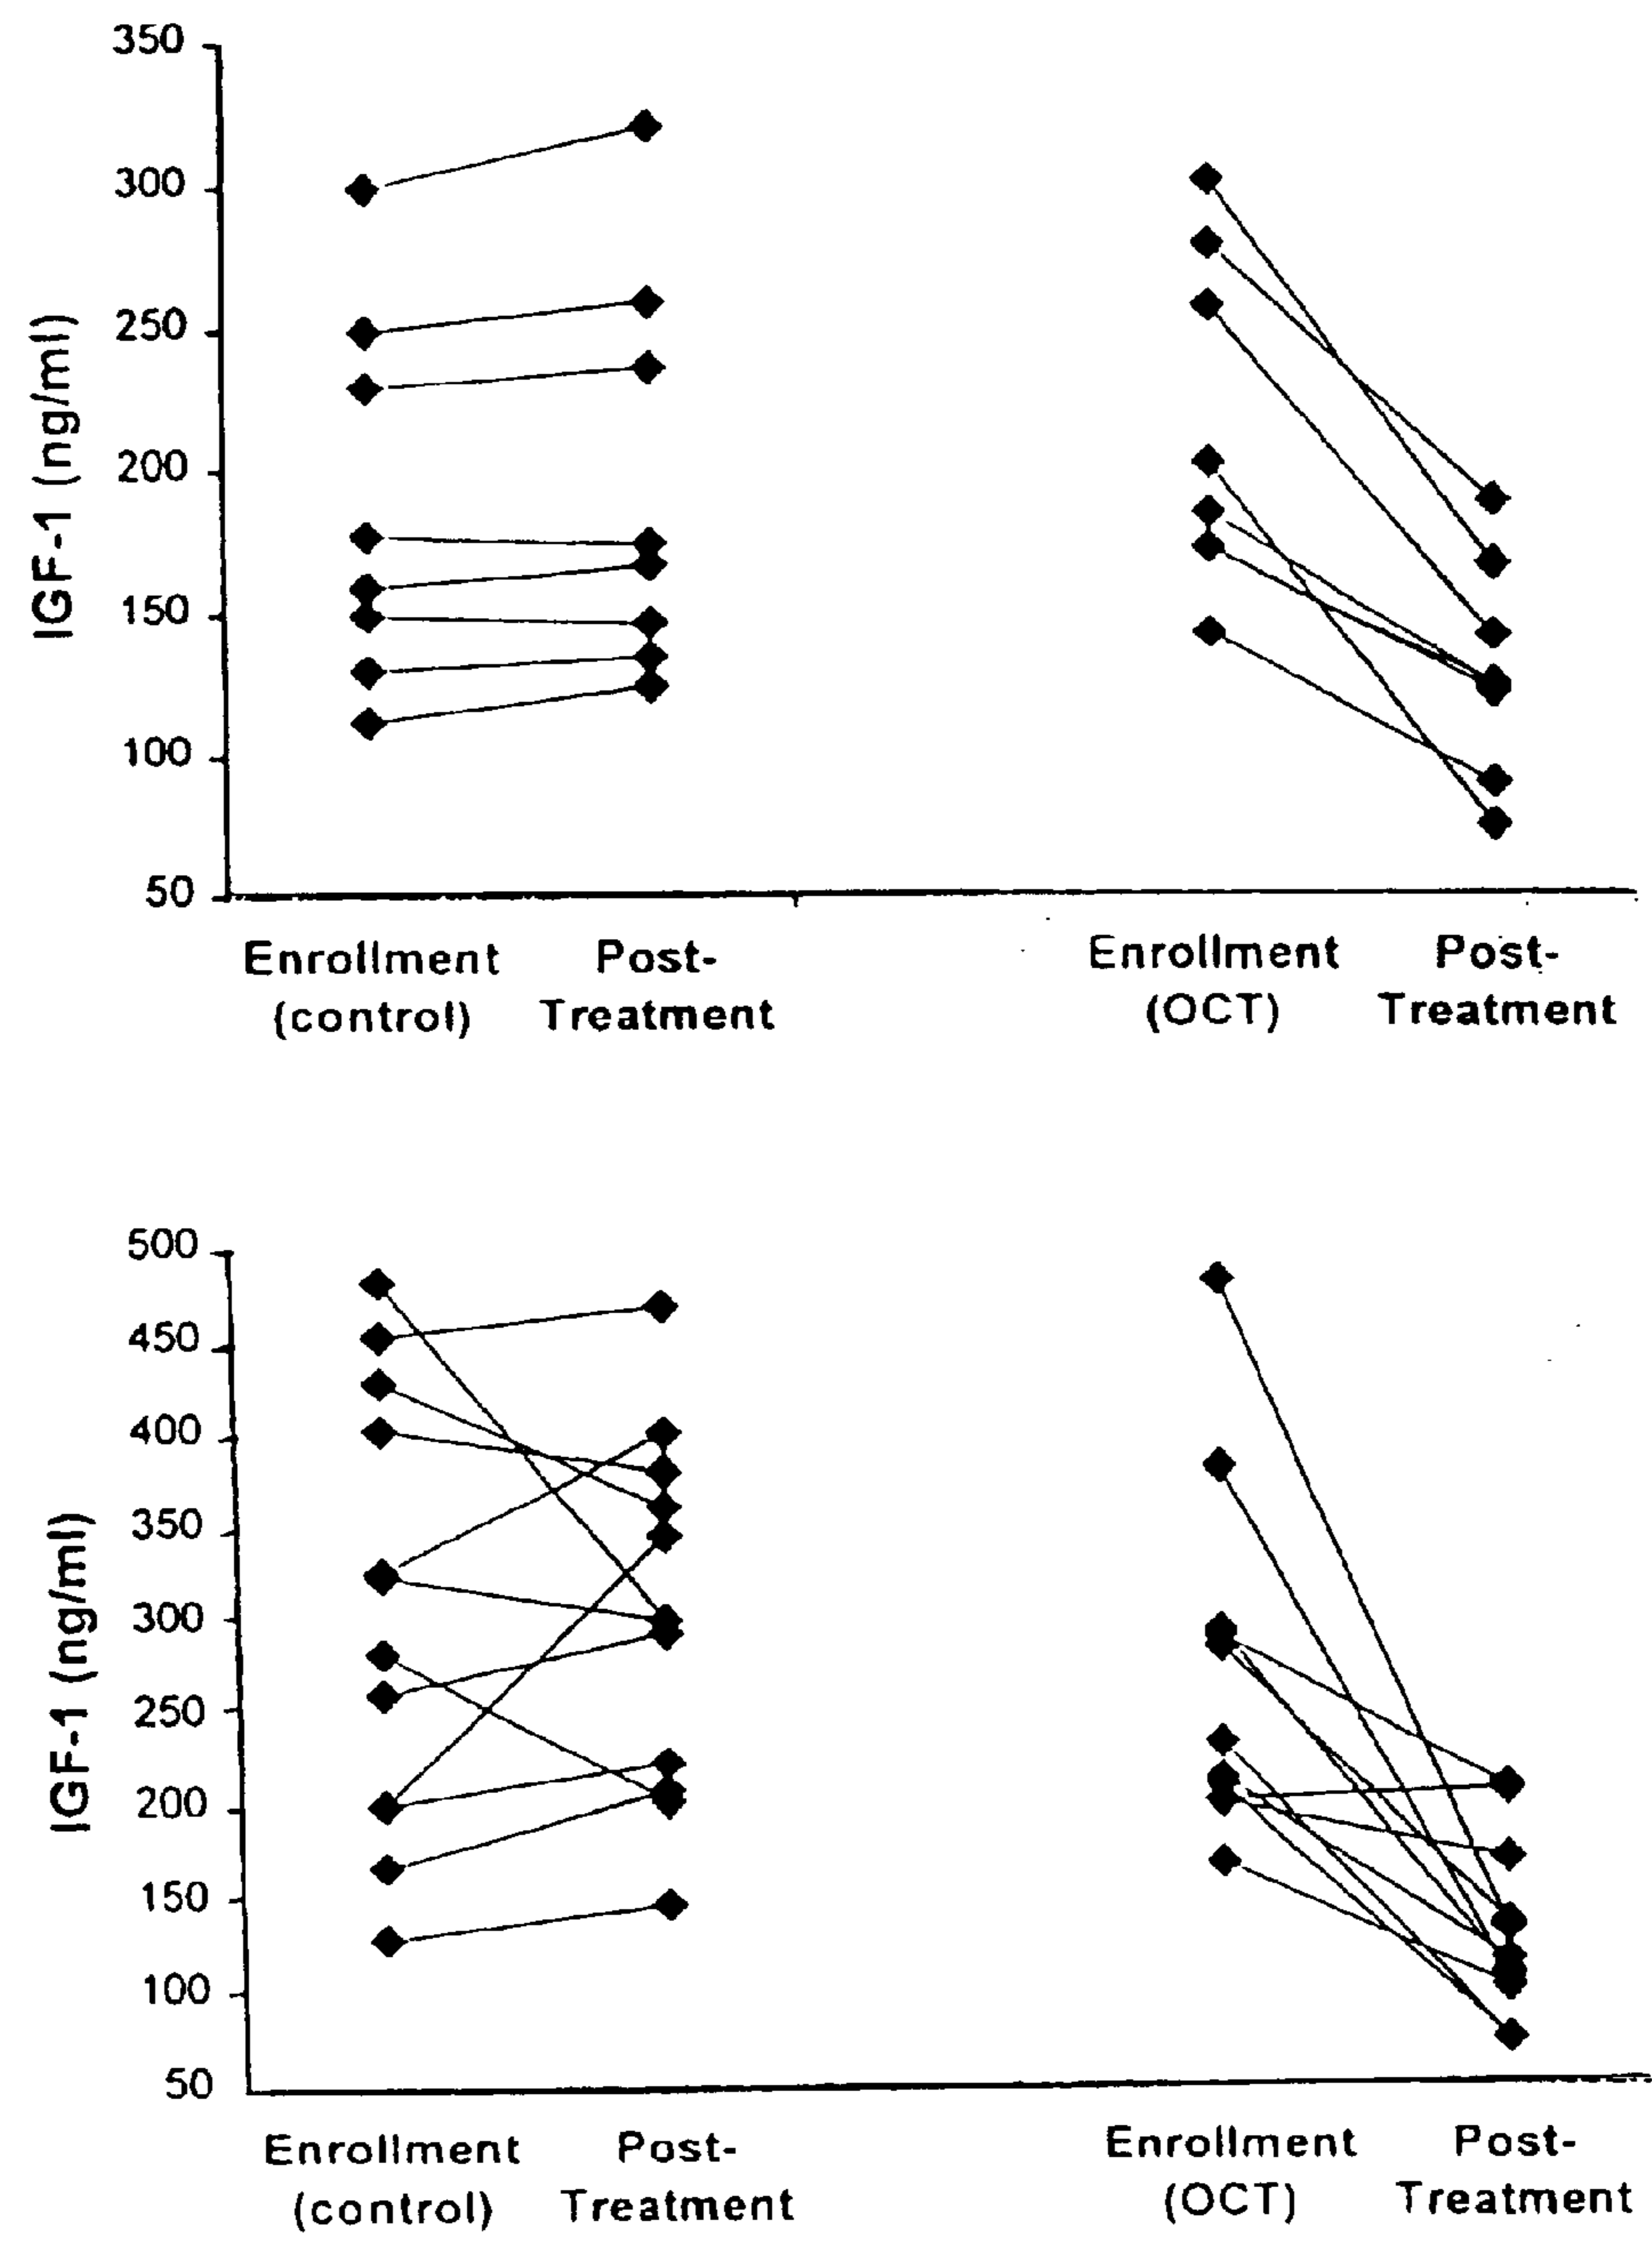 350
300
250
200
150
100
50
IGF-1 (ng/ml)
Enrollment Post- Enrollment Post-
(control) Treatment (OCT) Treatment
500
450
400
350
300
250
200
150
100
50
IGF-1 (ng/ml)
Enrollment Post- Enrollment Post-
(control) Treatment (OCT) Treatment